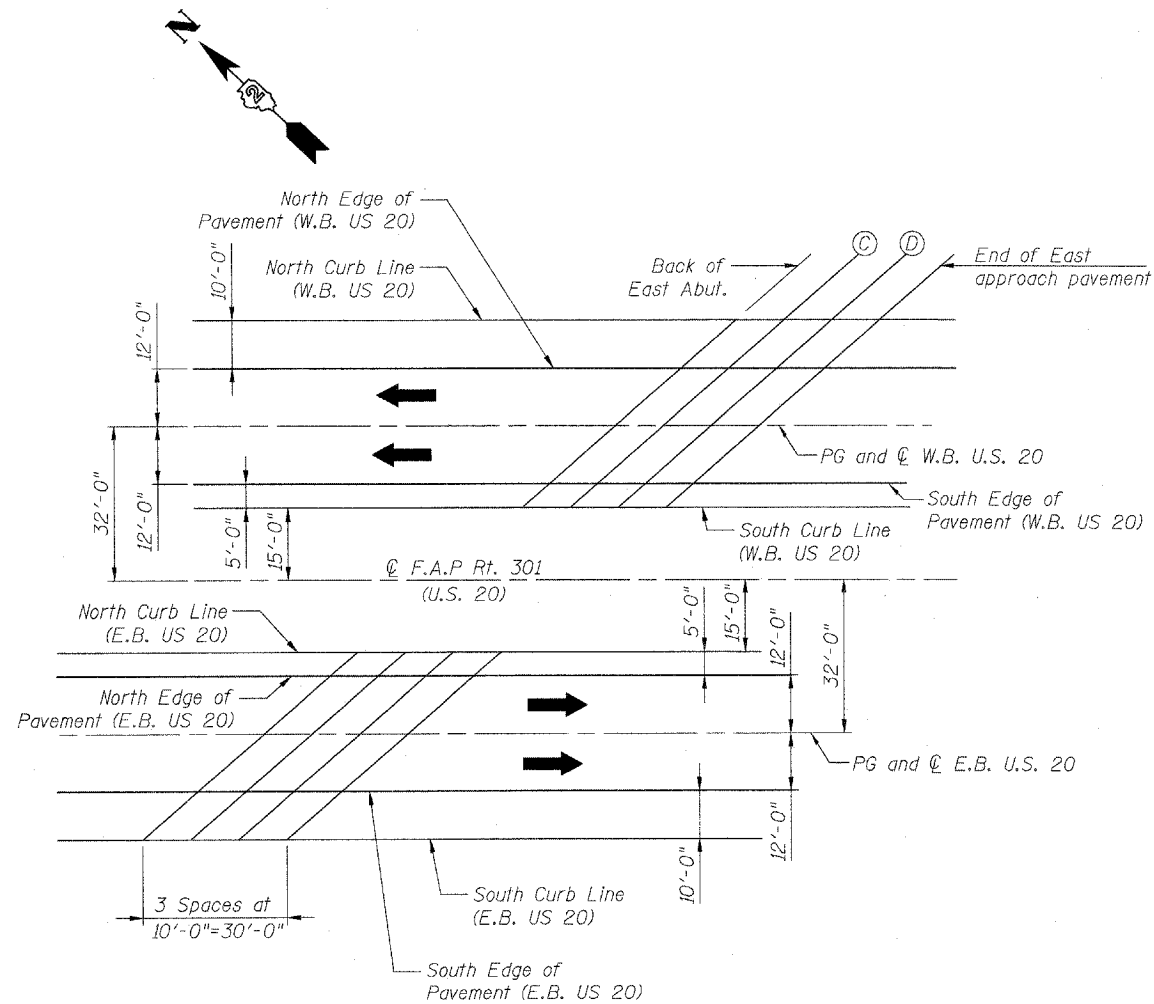 N
2
North Edge of
Pavement (W.B. US 20)
North Curb Line
(W.B. US 20)
10'-0"
12'-0"
Back of
East Abut.
C
D
End of East
approach pavement
32'-0"
12'-0"
5'-0"
15'-0"
PG and ℄ W.B. U.S. 20
South Edge of
Pavement (W.B. US 20)
South Curb Line
(W.B. US 20)
℄ F.A.P Rt. 301
(U.S. 20)
North Curb Line
(E.B. US 20)
North Edge of
Pavement (E.B. US 20)
5'-0"
15'-0"
12'-0"
32'-0"
PG and ℄ E.B. U.S. 20
10'-0"
12'-0"
3 Spaces at
10'-0"=30'-0"
South Curb Line
(E.B. US 20)
South Edge of
Pavement (E.B. US 20)